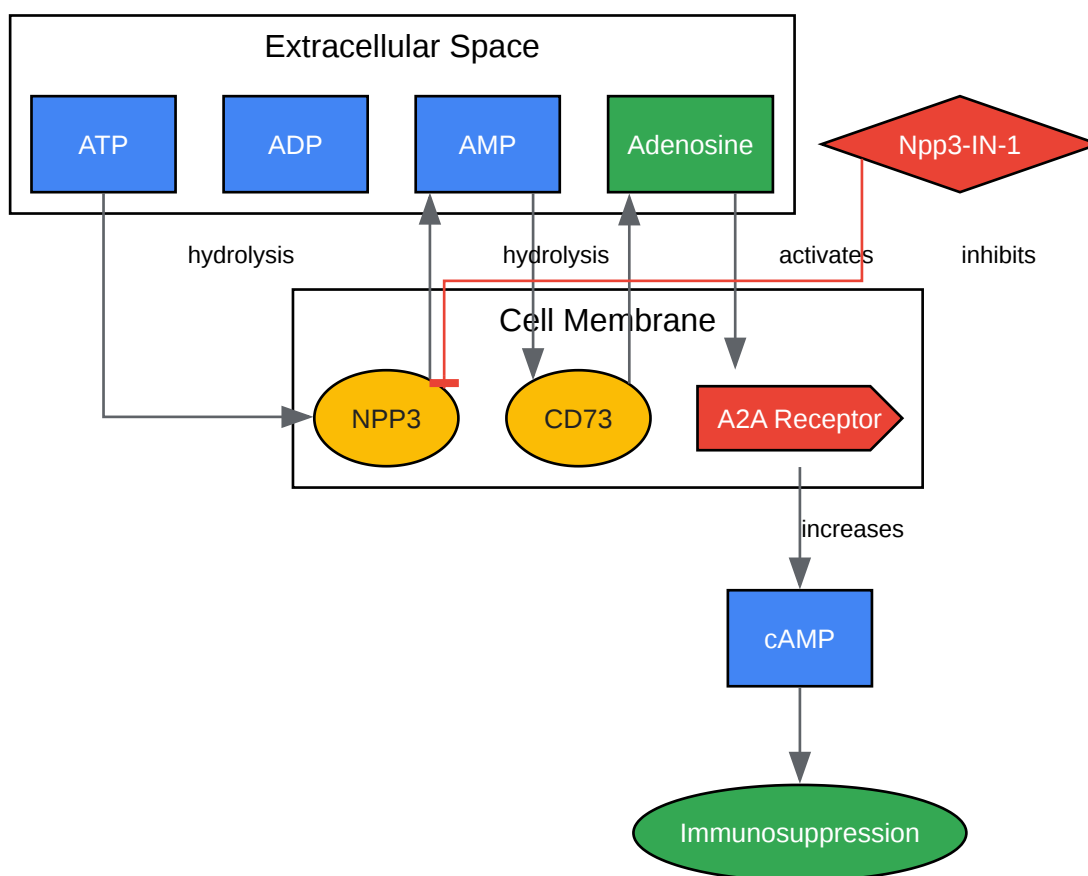 Extracellular Space
ATP
ADP
AMP
Adenosine
Npp3-IN-1
hydrolysis
hydrolysis
activates
inhibits
Cell Membrane
NPP3
CD73
A2A Receptor
increases
cAMP
Immunosuppression